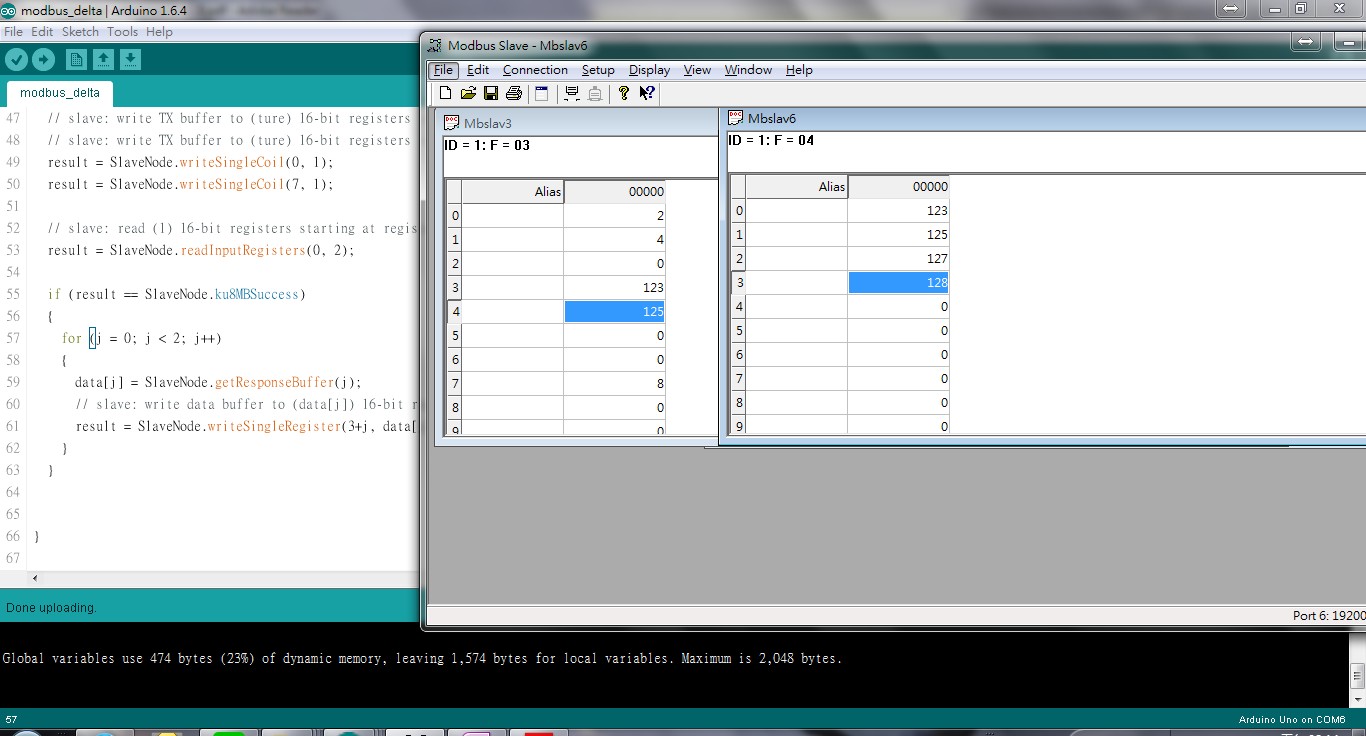 modbus_delta | Arduino 1.6.4
File Edit Sketch Tools Help
modbus_delta
47 // slave: write TX buffer to (ture) 16-bit registers
48 // slave: write TX buffer to (ture) 16-bit registers
49 result = SlaveNode.writeSingleCoil(0, 1);
50 result = SlaveNode.writeSingleCoil(7, 1);
51
52 // slave: read (1) 16-bit registers starting at regis
53 result = SlaveNode.readInputRegisters(0, 2);
54
55 if (result == SlaveNode.ku8MBSuccess)
56 {
57 for (j = 0; j < 2; j++)
58 {
59 data[j] = SlaveNode.getResponseBuffer(j);
60 // slave: write data buffer to (data[j]) 16-bit r
61 result = SlaveNode.writeSingleRegister(3+j, data[
62 }
63 }
64
65
66 }
67
Done uploading.
Global variables use 474 bytes (23%) of dynamic memory, leaving 1,574 bytes for local variables. Maximum is 2,048 bytes.
57
Arduino Uno on COM6
Modbus Slave - Mbslav6
File Edit Connection Setup Display View Window Help
Mbslav3
ID = 1: F = 03
Alias 00000
0 2
1 4
2 0
3 123
4 125
5 0
6 0
7 8
8 0
9 0
Mbslav6
ID = 1: F = 04
Alias 00000
0 123
1 125
2 127
3 128
4 0
5 0
6 0
7 0
8 0
9 0
Port 6: 19200